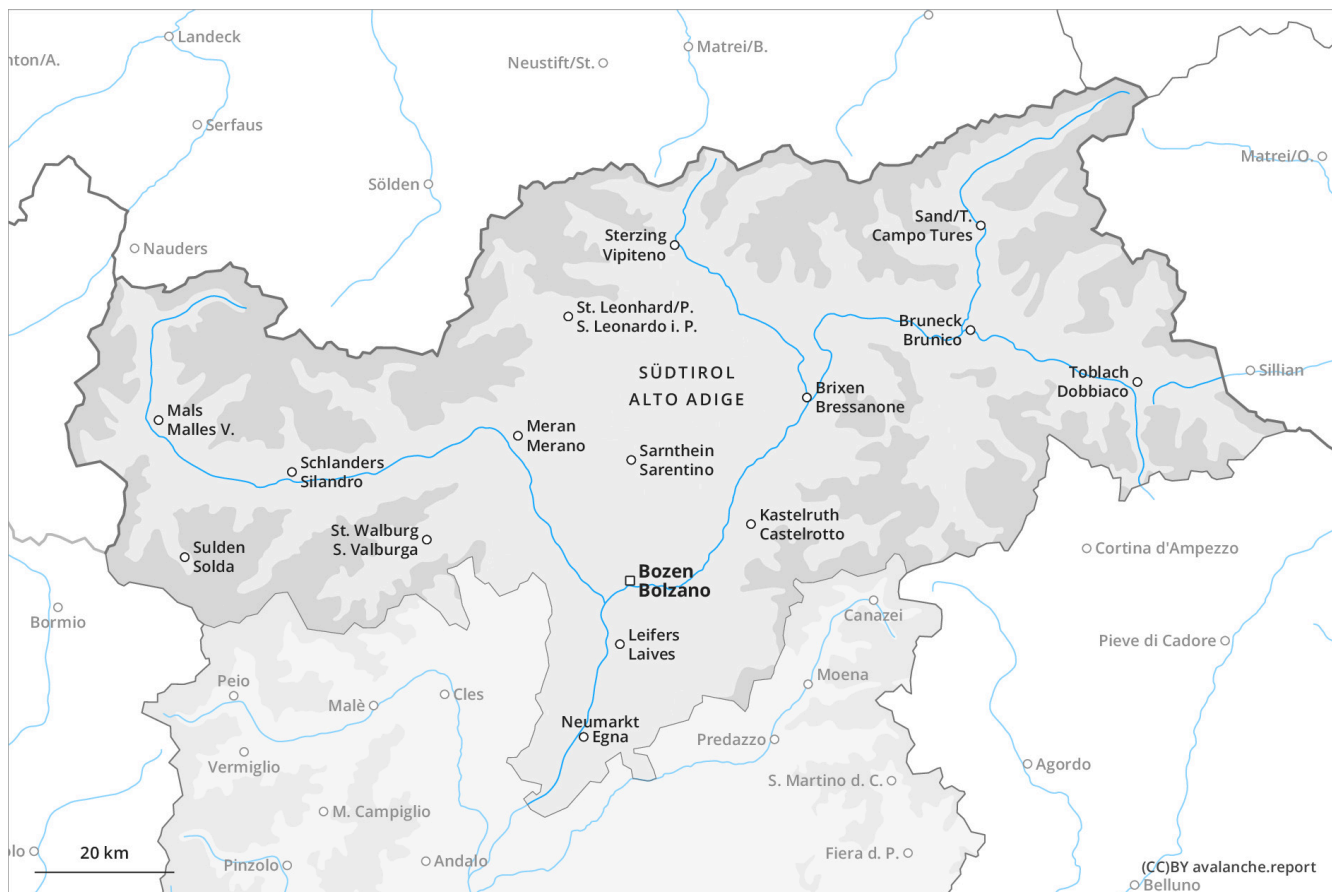 Landeck
nton/A.
Neustift/St.
Matrei/B.
Serfaus
Matrei/O.
Sölden
Nauders
Sand/T.
Campo Tures
Sterzing
Vipiteno
St. Leonhard/P.
S. Leonardo i. P.
Bruneck
Brunico
SÜDTIROL
ALTO ADIGE
Toblach
Dobbiaco
Sillian
Brixen
Bressanone
Mals
Malles V.
Meran
Merano
Schlanders
Silandro
Sarnthein
Sarentino
St. Walburg
S. Valburga
Kastelruth
Castelrotto
Sulden
Solda
Cortina d'Ampezzo
Bozen
Bolzano
Bormio
Canazei
Leifers
Laives
Pieve di Cadore
Peio
Malè
Cles
Moena
Neumarkt
Egna
Predazzo
Vermiglio
Agordo
S. Martino d. C.
M. Campiglio
olo
20 km
Pinzolo
Andalo
Fiera d. P.
(CC)BY avalanche.report
Belluno